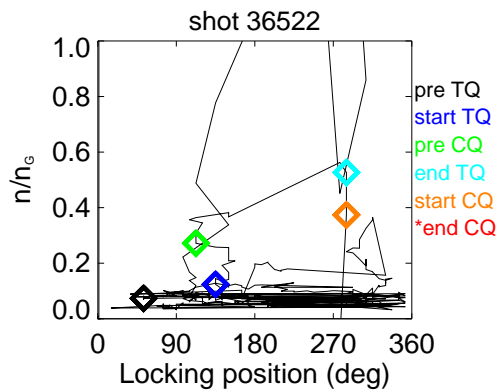 shot 36522
1.0
0.8
0.6
0.4
0.2
0.0
n/n_G
0 90 180 270 360
Locking position (deg)
pre TQ
start TQ
pre CQ
end TQ
start CQ
*end CQ